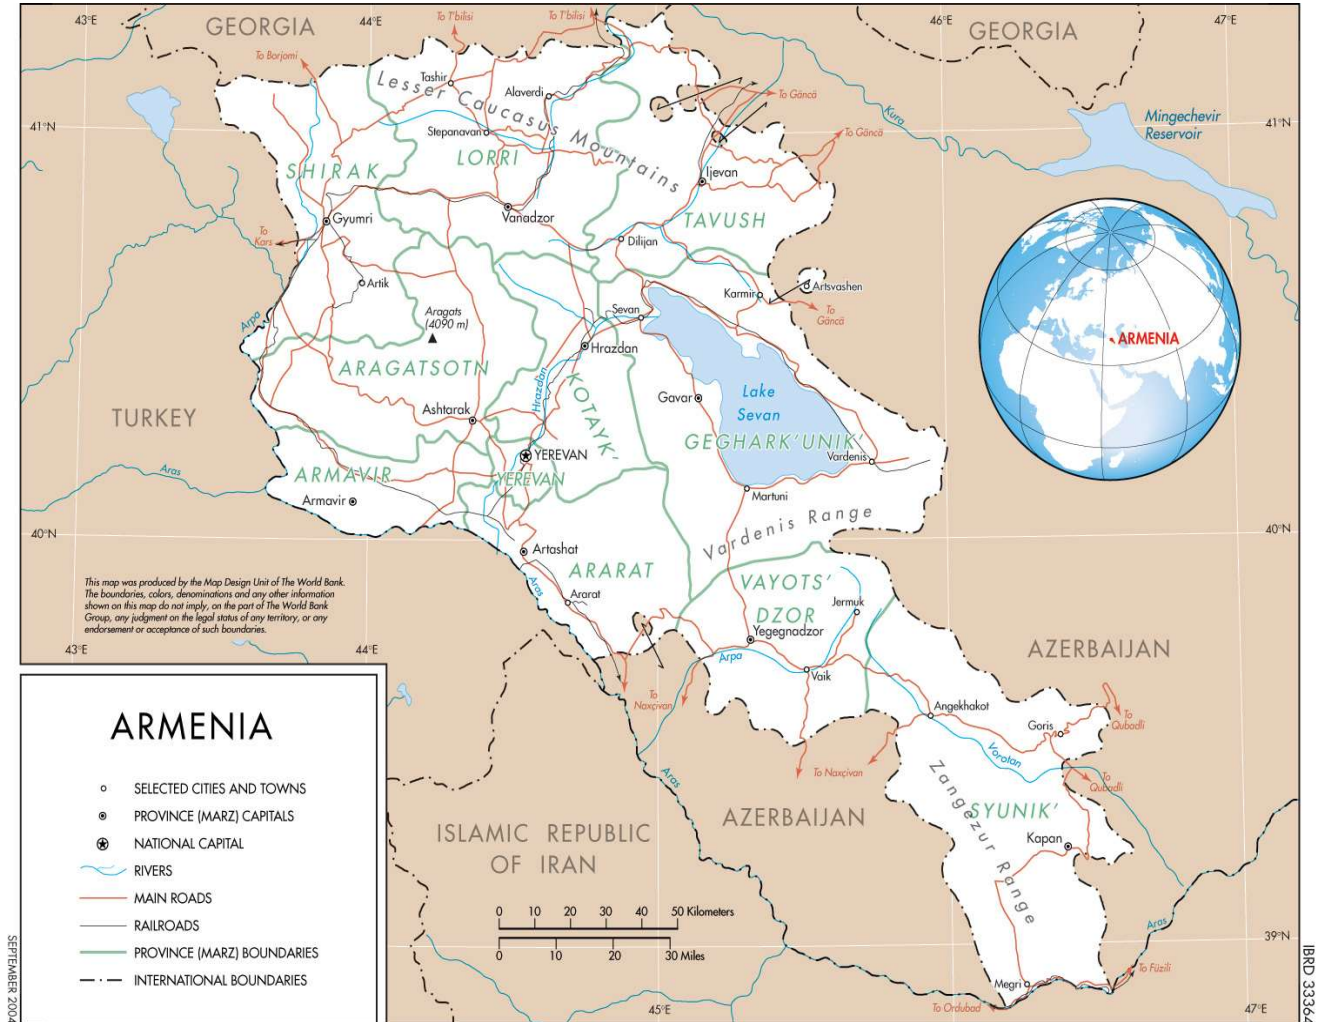 43°E
44°E
46°E
47°E
GEORGIA
GEORGIA
To T'bilisi
To T'bilisi
To Borjomi
Tashir
Alaverdi
Lesser Caucasus Mountains
To Gäncä
Kura
Mingechevir
Reservoir
41°N
41°N
Stepanavan
To Gäncä
SHIRAK
LORRI
Ijevan
Gyumri
Vanadzor
TAVUSH
To
Kars
Dilijan
Artik
Karmir
Artsvashen
To
Gäncä
Aragats
(4090 m)
Sevan
Arpa
Hrazdan
ARMENIA
ARAGATSOTN
Hrazdan
KOTAYK'
Lake
Sevan
Gavar
TURKEY
Ashtarak
GEGHARK'UNIK'
Vardenis
Aras
YEREVAN
ARMAVIR
YEREVAN
Armavir
Martuni
Vardenis Range
40°N
40°N
Artashat
ARARAT
VAYOTS'
DZOR
This map was produced by the Map Design Unit of The World Bank.
The boundaries, colors, denominations and any other information
shown on this map do not imply, on the part of The World Bank
Group, any judgment on the legal status of any territory, or any
endorsement or acceptance of such boundaries.
Aras
Ararat
Jermuk
Yegegnadzor
43°E
44°E
Arpa
Vaik
AZERBAIJAN
To
Naxçivan
Angekhakot
Goris
To
Qubadli
To Naxçivan
Vorotan
To
Qubadli
Aras
Zangezur Range
SYUNIK'
AZERBAIJAN
Kapan
ISLAMIC REPUBLIC
OF IRAN
ARMENIA
SELECTED CITIES AND TOWNS
PROVINCE (MARZ) CAPITALS
NATIONAL CAPITAL
RIVERS
MAIN ROADS
RAILROADS
PROVINCE (MARZ) BOUNDARIES
INTERNATIONAL BOUNDARIES
0 10 20 30 40 50 Kilometers
0 10 20 30 Miles
Aras
39°N
To Füzili
Megri
To Ordubad
45°E
47°E
SEPTEMBER 2004
IBRD 33364